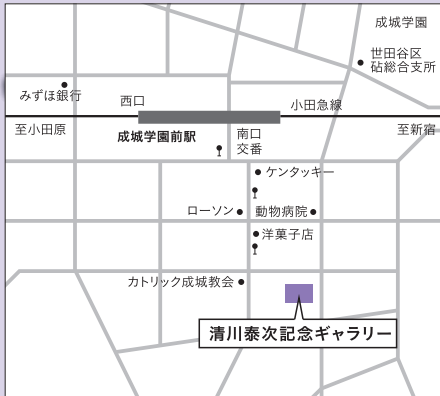 成城学園
世田谷区
砧総合支所
みずほ銀行
西口
小田急線
至小田原
成城学園前駅
南口
交番
至新宿
ケンタッキー
ローソン
動物病院
洋菓子店
カトリック成城教会
清川泰次記念ギャラリー